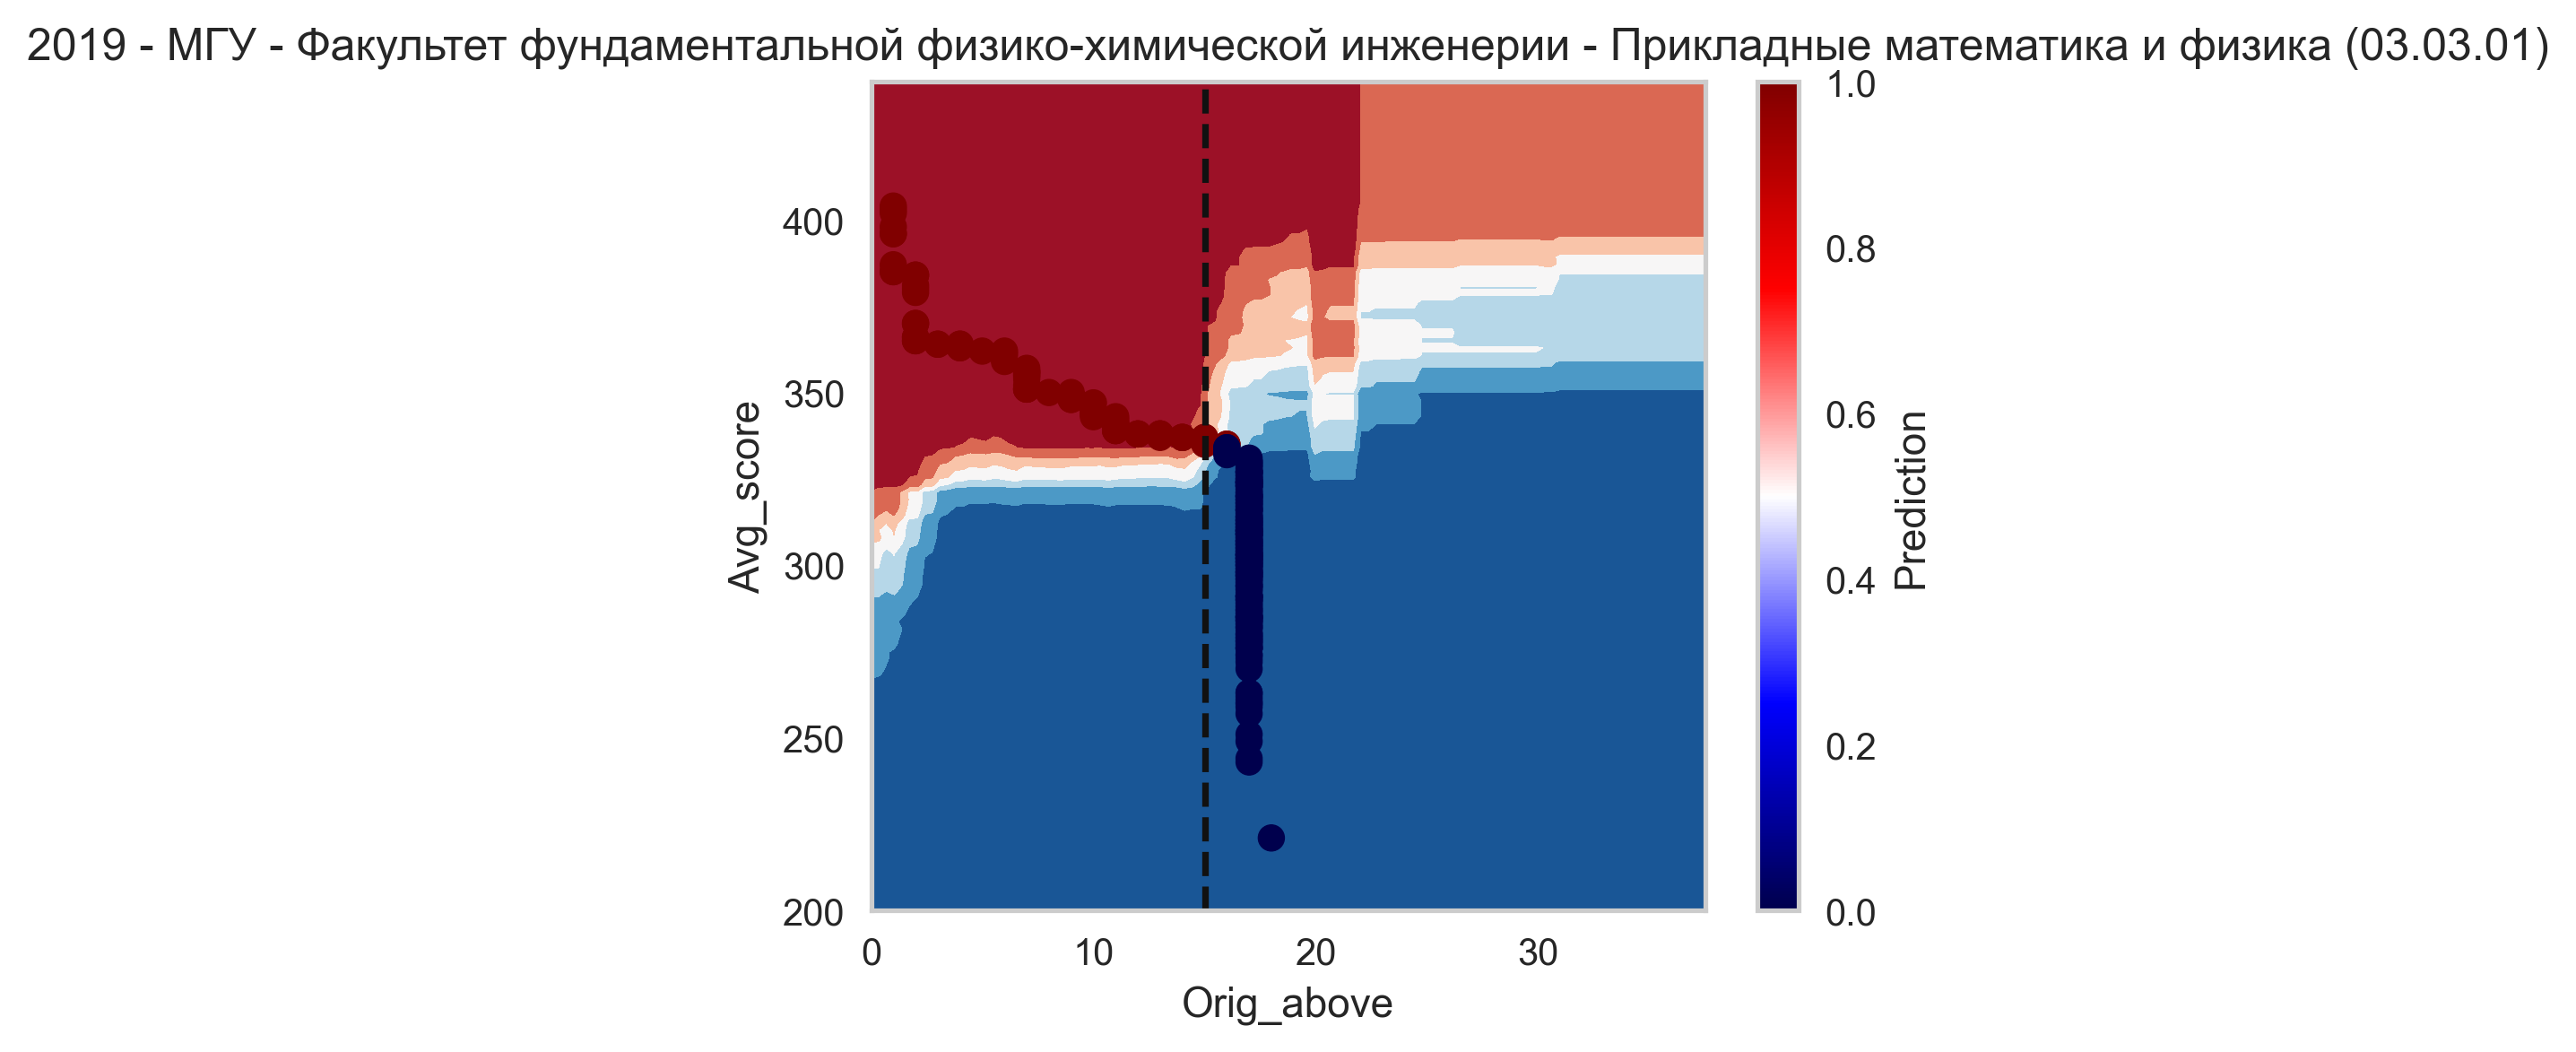 2019 - МГУ - Факультет фундаментальной физико-химической инженерии - Прикладные математика и физика (03.03.01)
400
350
300
250
200
Avg_score
0 10 20 30
Orig_above
1.0
0.8
0.6
0.4
0.2
0.0
Prediction